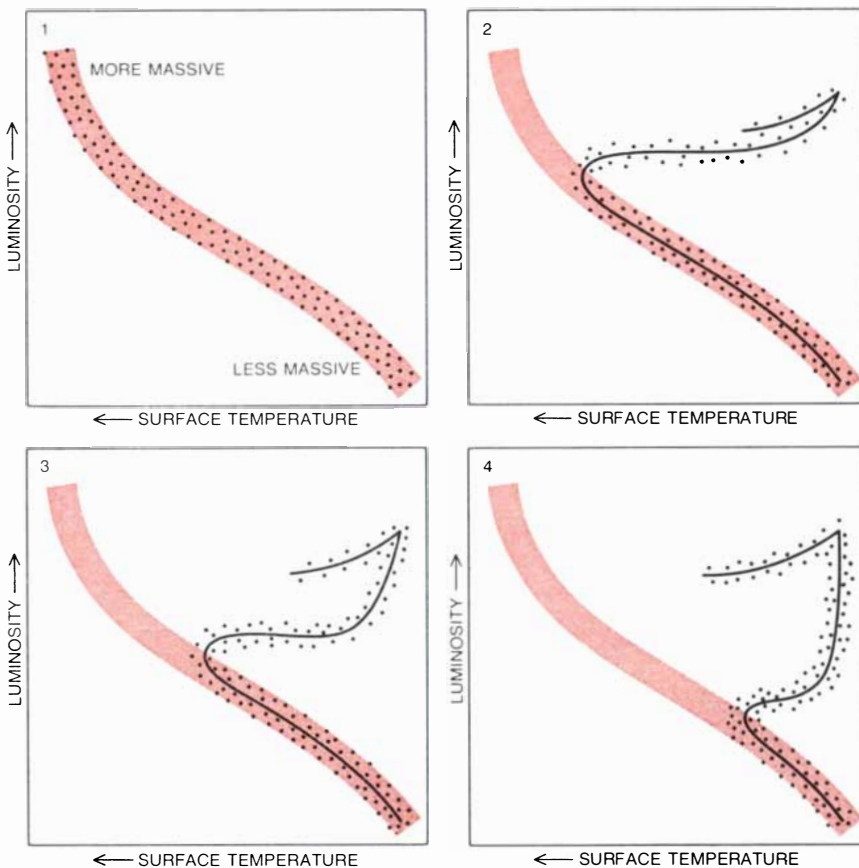 1
MORE MASSIVE
LESS MASSIVE
LUMINOSITY →
← SURFACE TEMPERATURE
2
LUMINOSITY →
← SURFACE TEMPERATURE
3
LUMINOSITY →
← SURFACE TEMPERATURE
4
LUMINOSITY →
← SURFACE TEMPERATURE